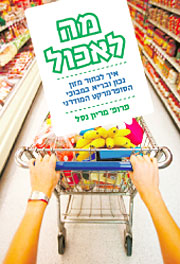 מה
לאכול
איך לבחור מזון
נכון ובריא במבוכי
הסופרמרקט המודרני
פרופ' מריון נסל